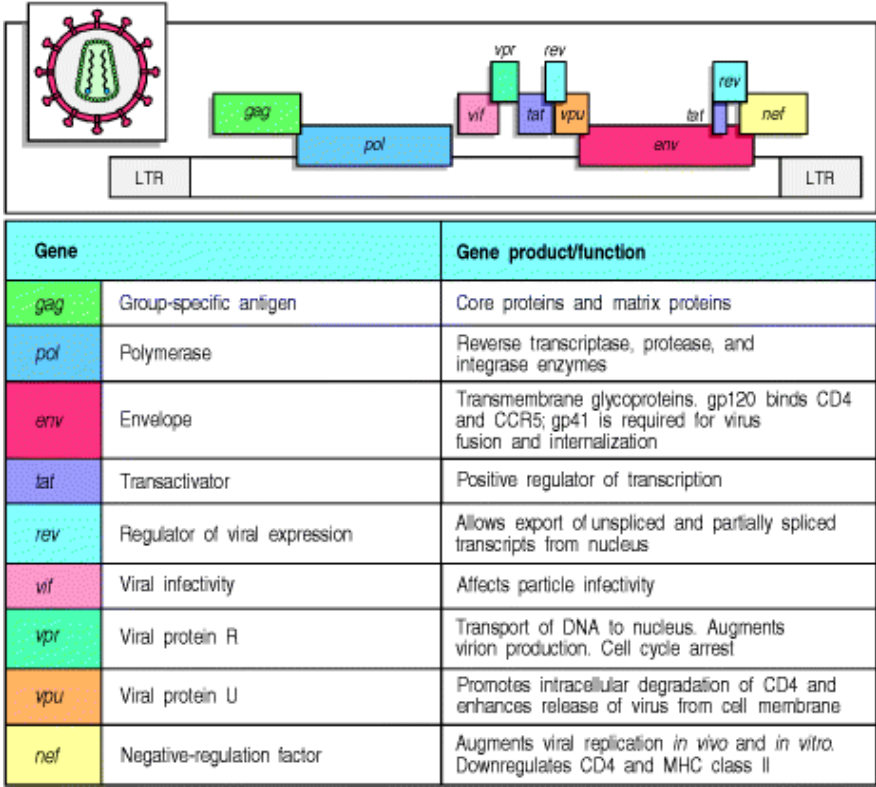 vpr rev
rev
gag vif tat vpu tat nef
pol env
LTR LTR
Gene Gene product/function
gag Group-specific antigen Core proteins and matrix proteins
pol Polymerase Reverse transcriptase, protease, and
integrase enzymes
env Envelope Transmembrane glycoproteins. gp120 binds CD4
and CCR5; gp41 is required for virus
fusion and internalization
tat Transactivator Positive regulator of transcription
rev Regulator of viral expression Allows export of unspliced and partially spliced
transcripts from nucleus
vif Viral infectivity Affects particle infectivity
vpr Viral protein R Transport of DNA to nucleus. Augments
virion production. Cell cycle arrest
vpu Viral protein U Promotes intracellular degradation of CD4 and
enhances release of virus from cell membrane
nef Negative-regulation factor Augments viral replication in vivo and in vitro.
Downregulates CD4 and MHC class II